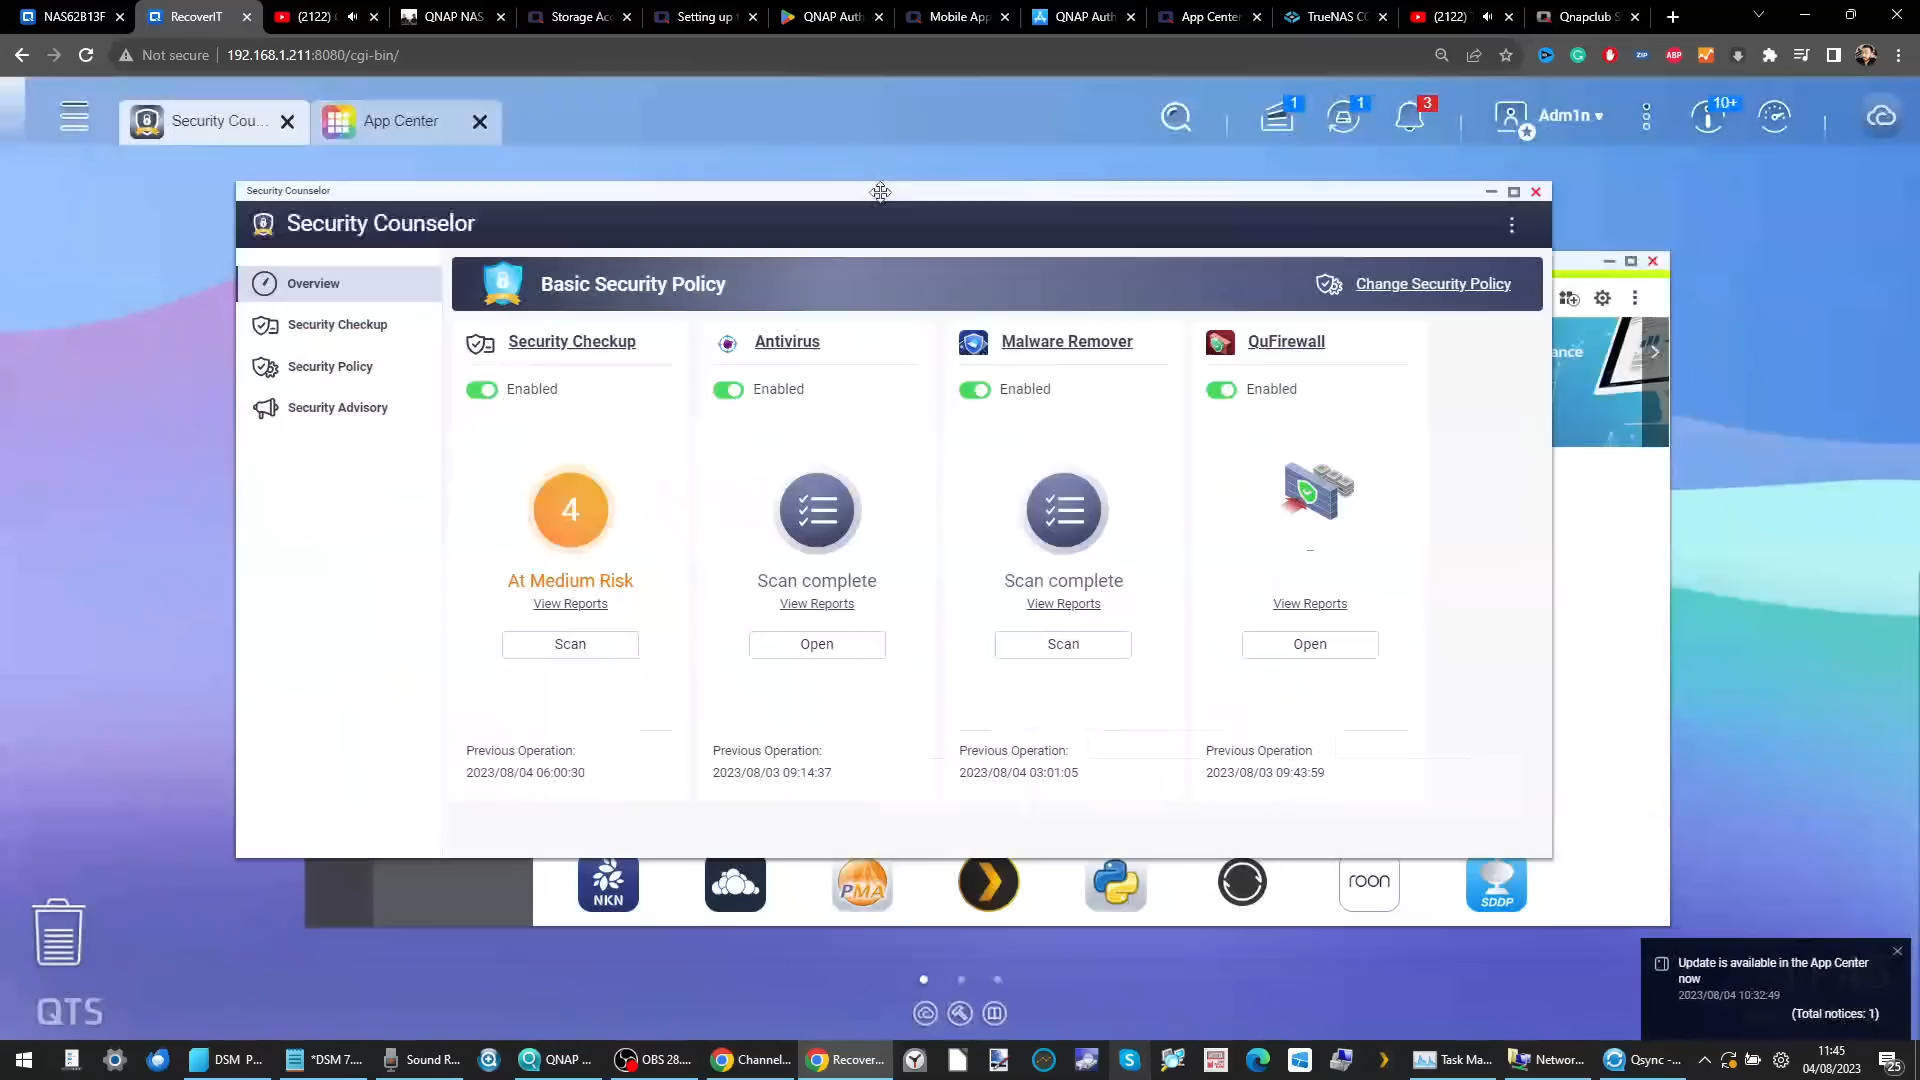 NAS62B13F
RecoverIT
(2122)
QNAP NAS
Storage Acc
Setting up
QNAP Auth
Mobile App
QNAP Auth
App Center
TrueNAS CO
(2122)
Qnapclub S
Not secure
192.168.1.211:8080/cgi-bin/
ZIP
ABP
Security Cou...
App Center
1
1
3
Adm1n
10+
Security Counselor
Security Counselor
Overview
Security Checkup
Security Policy
Security Advisory
Basic Security Policy
Change Security Policy
Security Checkup
Antivirus
Malware Remover
QuFirewall
Enabled
Enabled
Enabled
Enabled
ance
4
At Medium Risk
Scan complete
Scan complete
–
View Reports
View Reports
View Reports
View Reports
Scan
Open
Scan
Open
Previous Operation:
2023/08/04 06:00:30
Previous Operation:
2023/08/03 09:14:37
Previous Operation:
2023/08/04 03:01:05
Previous Operation
2023/08/03 09:43:59
NKN
PMA
roon
SDDP
QTS
Update is available in the App Center
now
2023/08/04 10:32:49
(Total notices: 1)
DSM P...
*DSM 7....
Sound R...
QNAP ...
OBS 28....
Channel...
Recover...
Task Ma...
Networ...
Qsync -...
11:45
04/08/2023
25